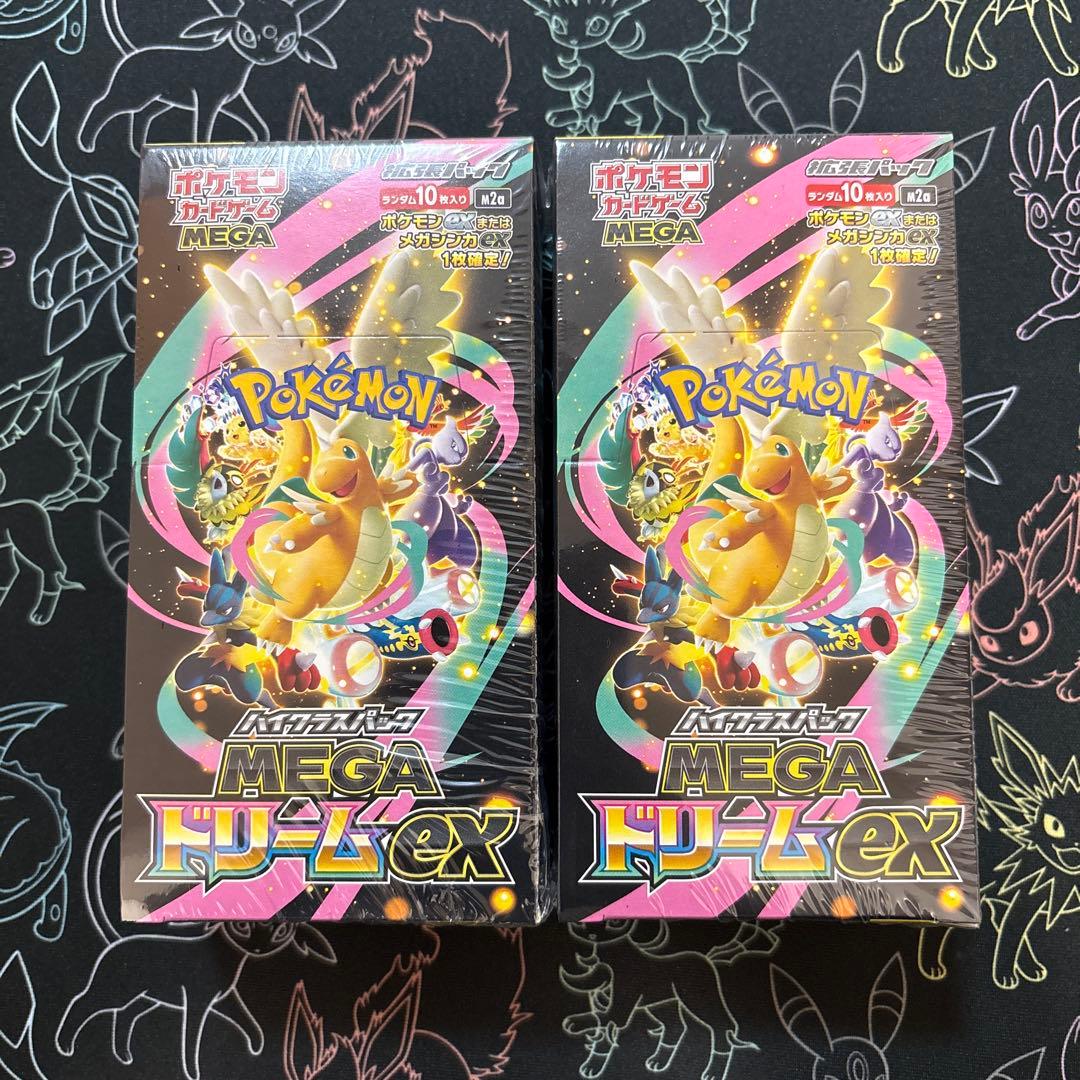 ポケモン
カードゲーム
MEGA
拡張パック
ランダム10枚入り
M2a
ポケモンexまたは
メガシンカex
1枚確定!
POKéMON
TM
ハイクラスパック
MEGA
ドリームex
ポケモン
カードゲーム
MEGA
拡張パック
ランダム10枚入り
M2a
ポケモンexまたは
メガシンカex
1枚確定!
POKéMON
TM
ハイクラスパック
MEGA
ドリームex